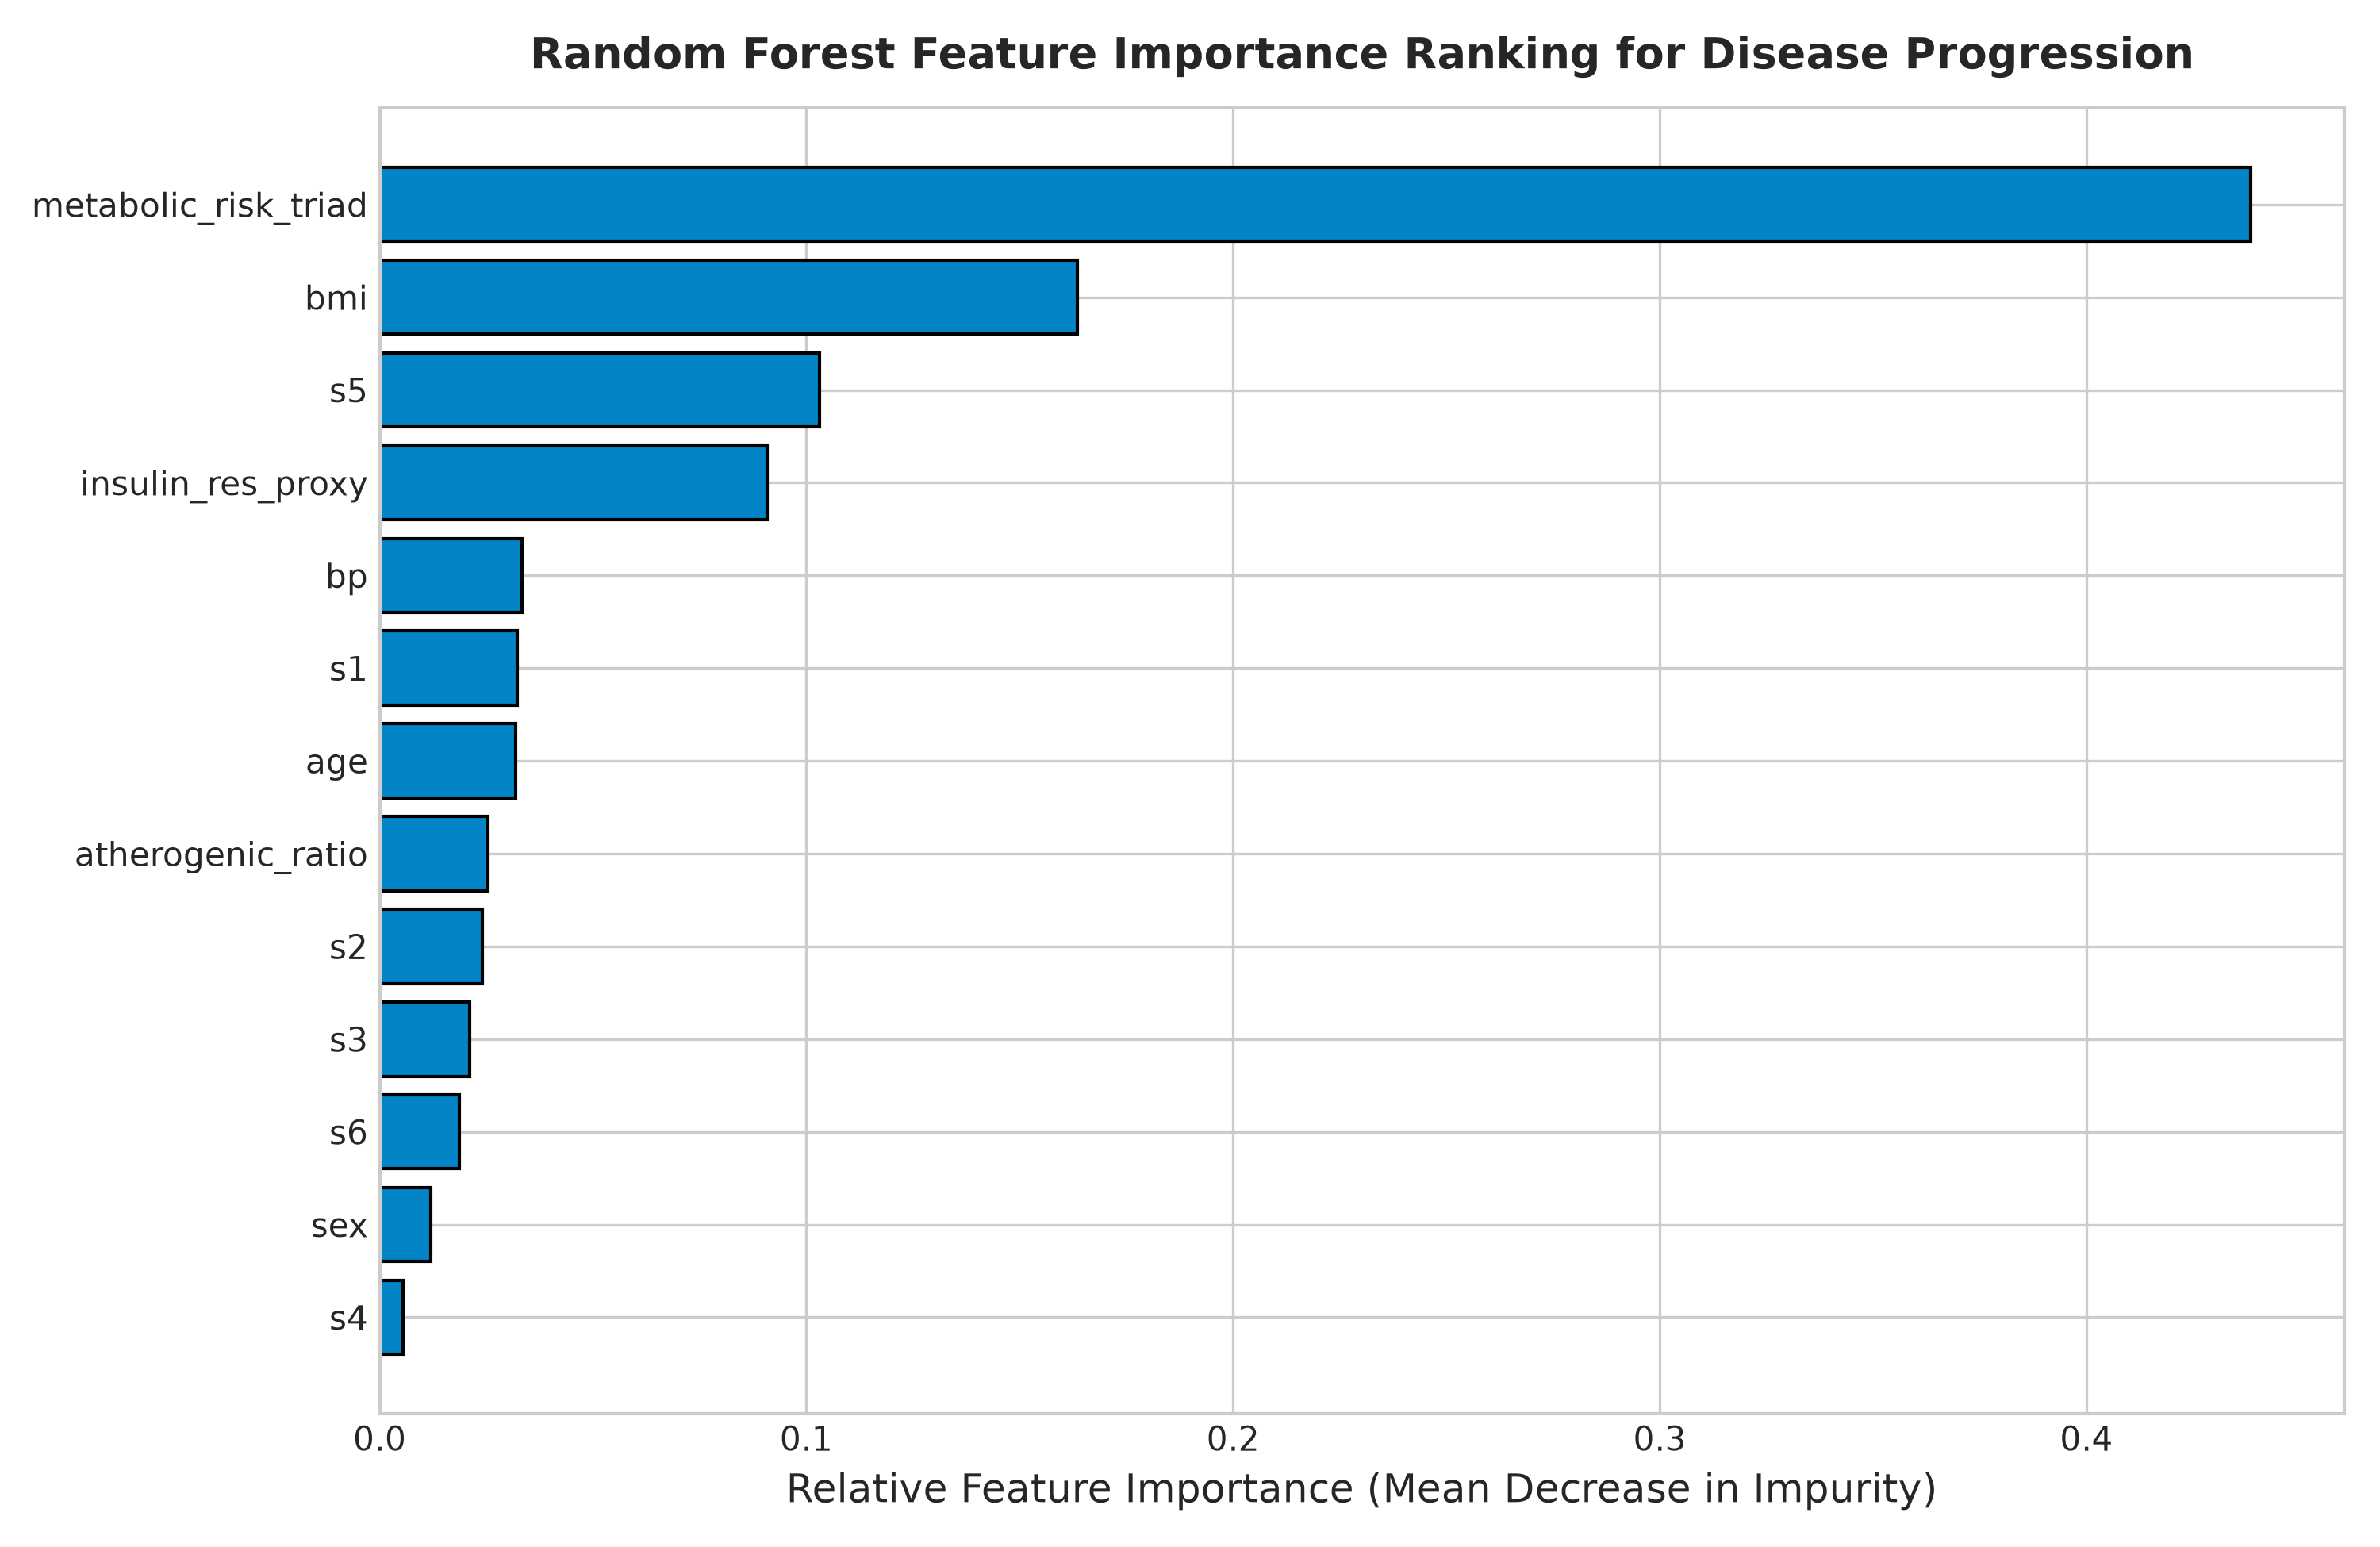 Random Forest Feature Importance Ranking for Disease Progression
metabolic_risk_triad
bmi
s5
insulin_res_proxy
bp
s1
age
atherogenic_ratio
s2
s3
s6
sex
s4
0.0 0.1 0.2 0.3 0.4
Relative Feature Importance (Mean Decrease in Impurity)